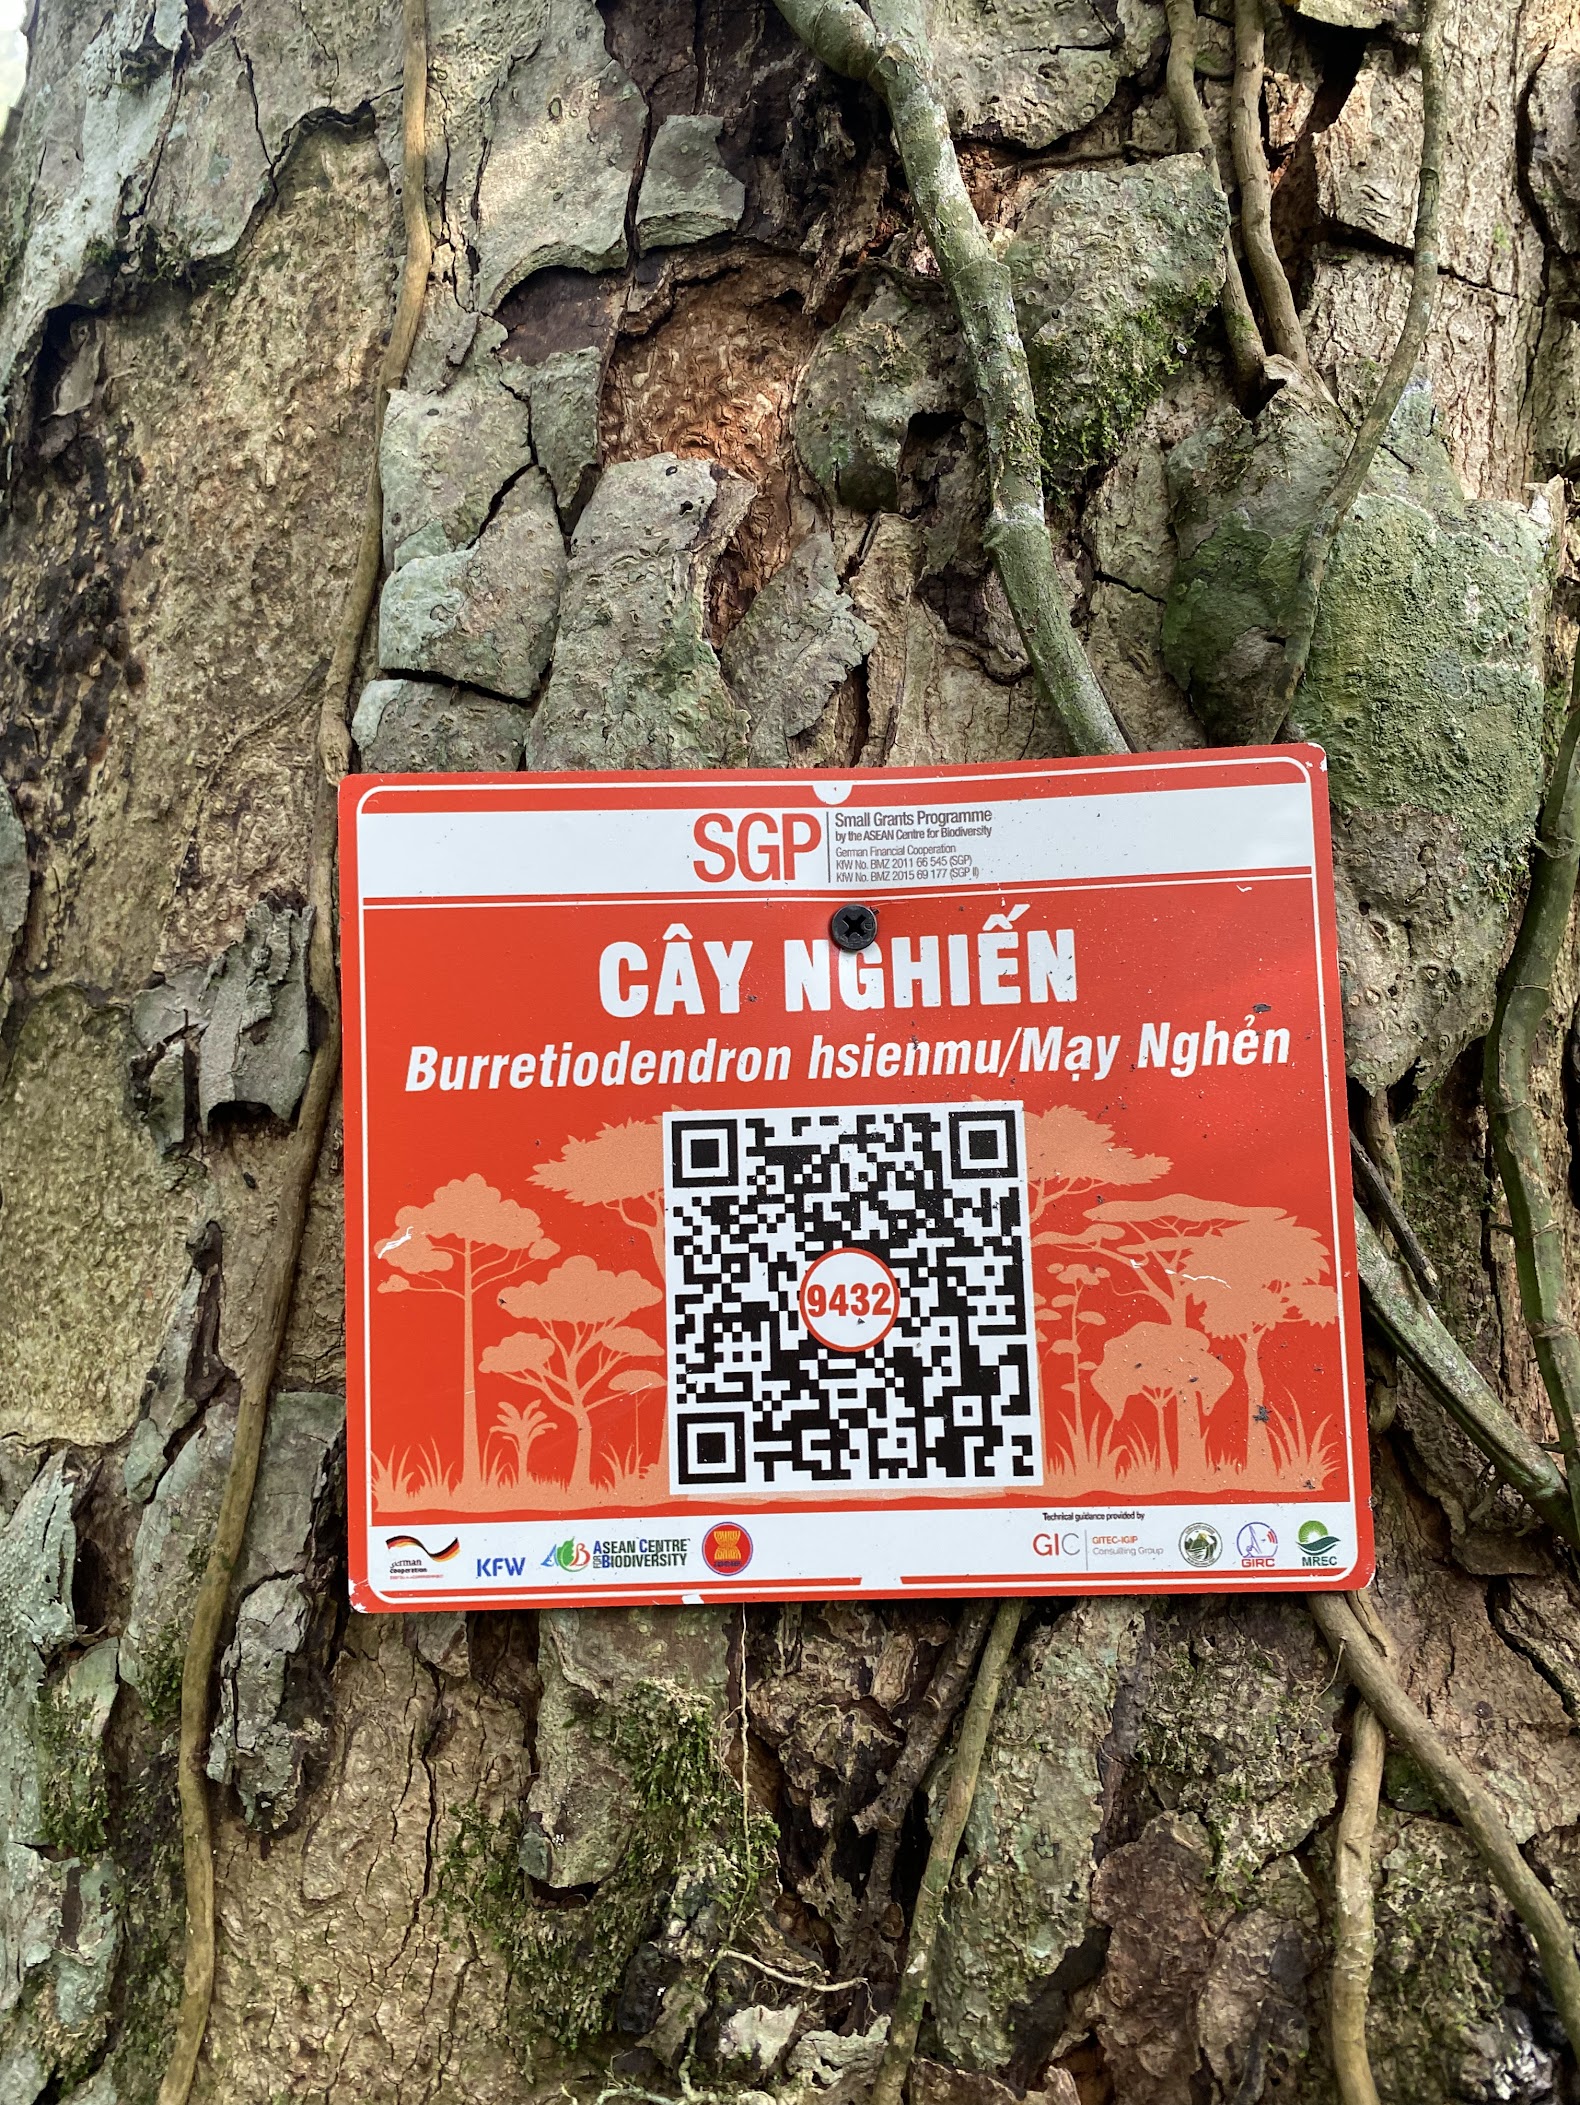 SGP
Small Grants Programme
by the ASEAN Centre for Biodiversity
German Financial Cooperation
KfW No. BMZ 2011 66 545 (SGP)
KfW No. BMZ 2015 69 177 (SGP II)
CÂY NGHIẾN
Burretiodendron hsienmu/Mạy Nghẻn
9432
Technical guidance provided by
german
cooperation
KFW
ASEAN CENTRE
FOR BIODIVERSITY
GIC
GITEC-IGIP
Consulting Group
GIRC
MREC